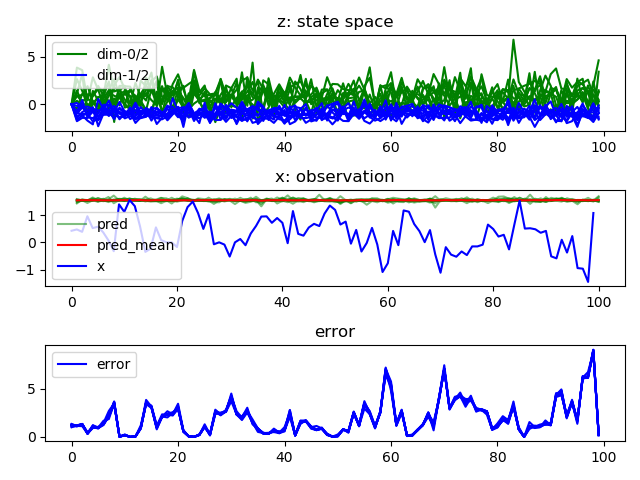 z: state space
5
0
dim-0/2
dim-1/2
0
20
40
60
80
100
x: observation
1
0
−1
pred
pred_mean
x
0
20
40
60
80
100
error
5
0
error
0
20
40
60
80
100